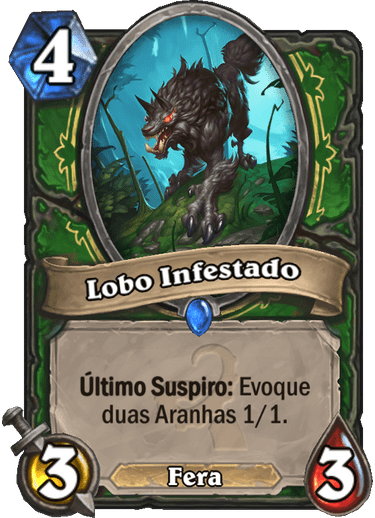 4
Lobo Infestado
Último Suspiro: Evoque
duas Aranhas 1/1.
3
Fera
3